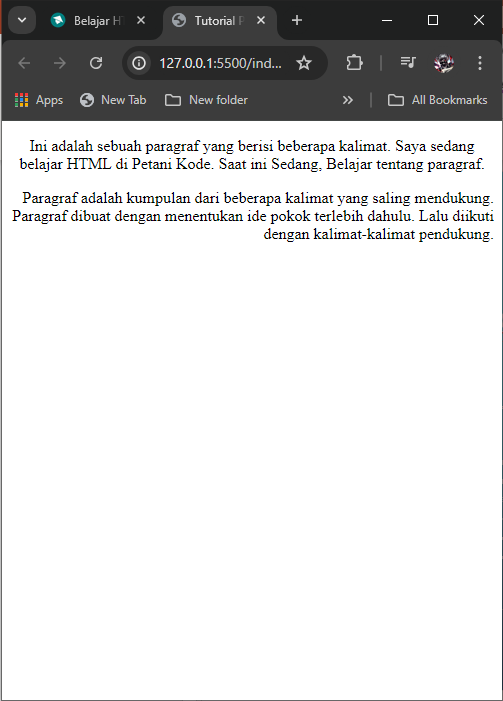 Belajar HT
Tutorial P
127.0.0.1:5500/ind...
Apps
New Tab
New folder
All Bookmarks
Ini adalah sebuah paragraf yang berisi beberapa kalimat. Saya sedang
belajar HTML di Petani Kode. Saat ini Sedang, Belajar tentang paragraf.
Paragraf adalah kumpulan dari beberapa kalimat yang saling mendukung.
Paragraf dibuat dengan menentukan ide pokok terlebih dahulu. Lalu diikuti
dengan kalimat-kalimat pendukung.